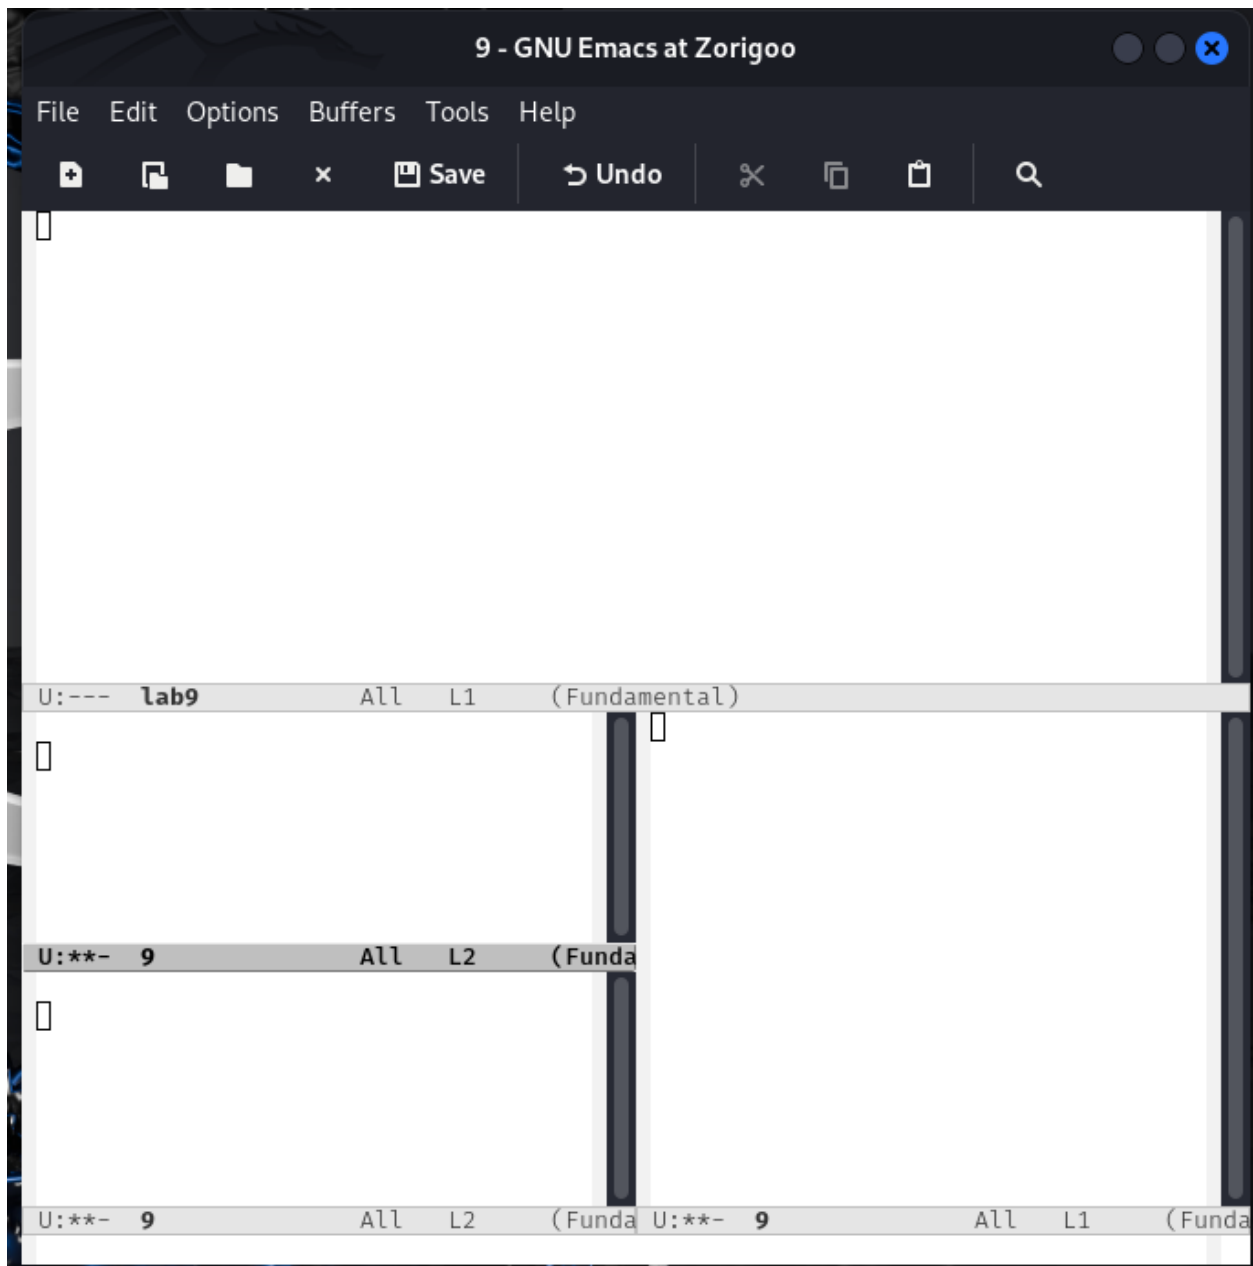 9 - GNU Emacs at Zorigoo
File Edit Options Buffers Tools Help
Save Undo
U:--- lab9 All L1 (Fundamental)
U:**- 9 All L2 (Funda
U:**- 9 All L2 (Funda U:**- 9 All L1 (Funda